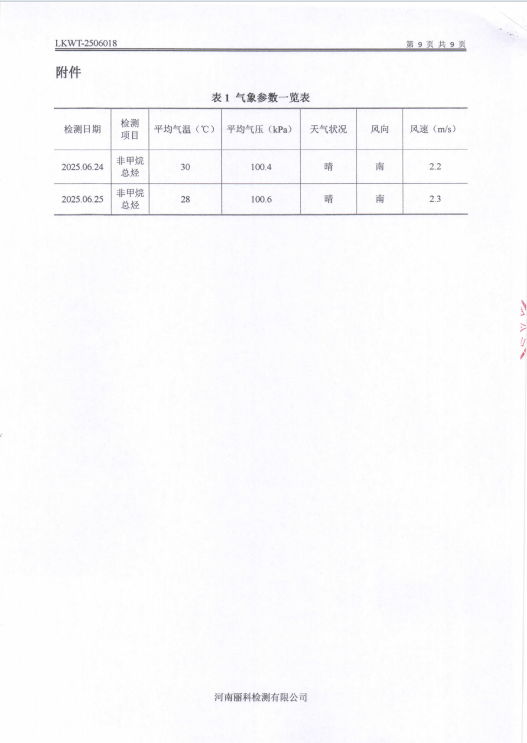 LKWT-2506018 第 9 页 共 9 页
附件
表 1 气象参数一览表
检测日期 检测项目 平均气温（℃） 平均气压（kPa） 天气状况 风向 风速（m/s）
2025.06.24 非甲烷总烃 30 100.4 晴 南 2.2
2025.06.25 非甲烷总烃 28 100.6 晴 南 2.3
河南丽科检测有限公司